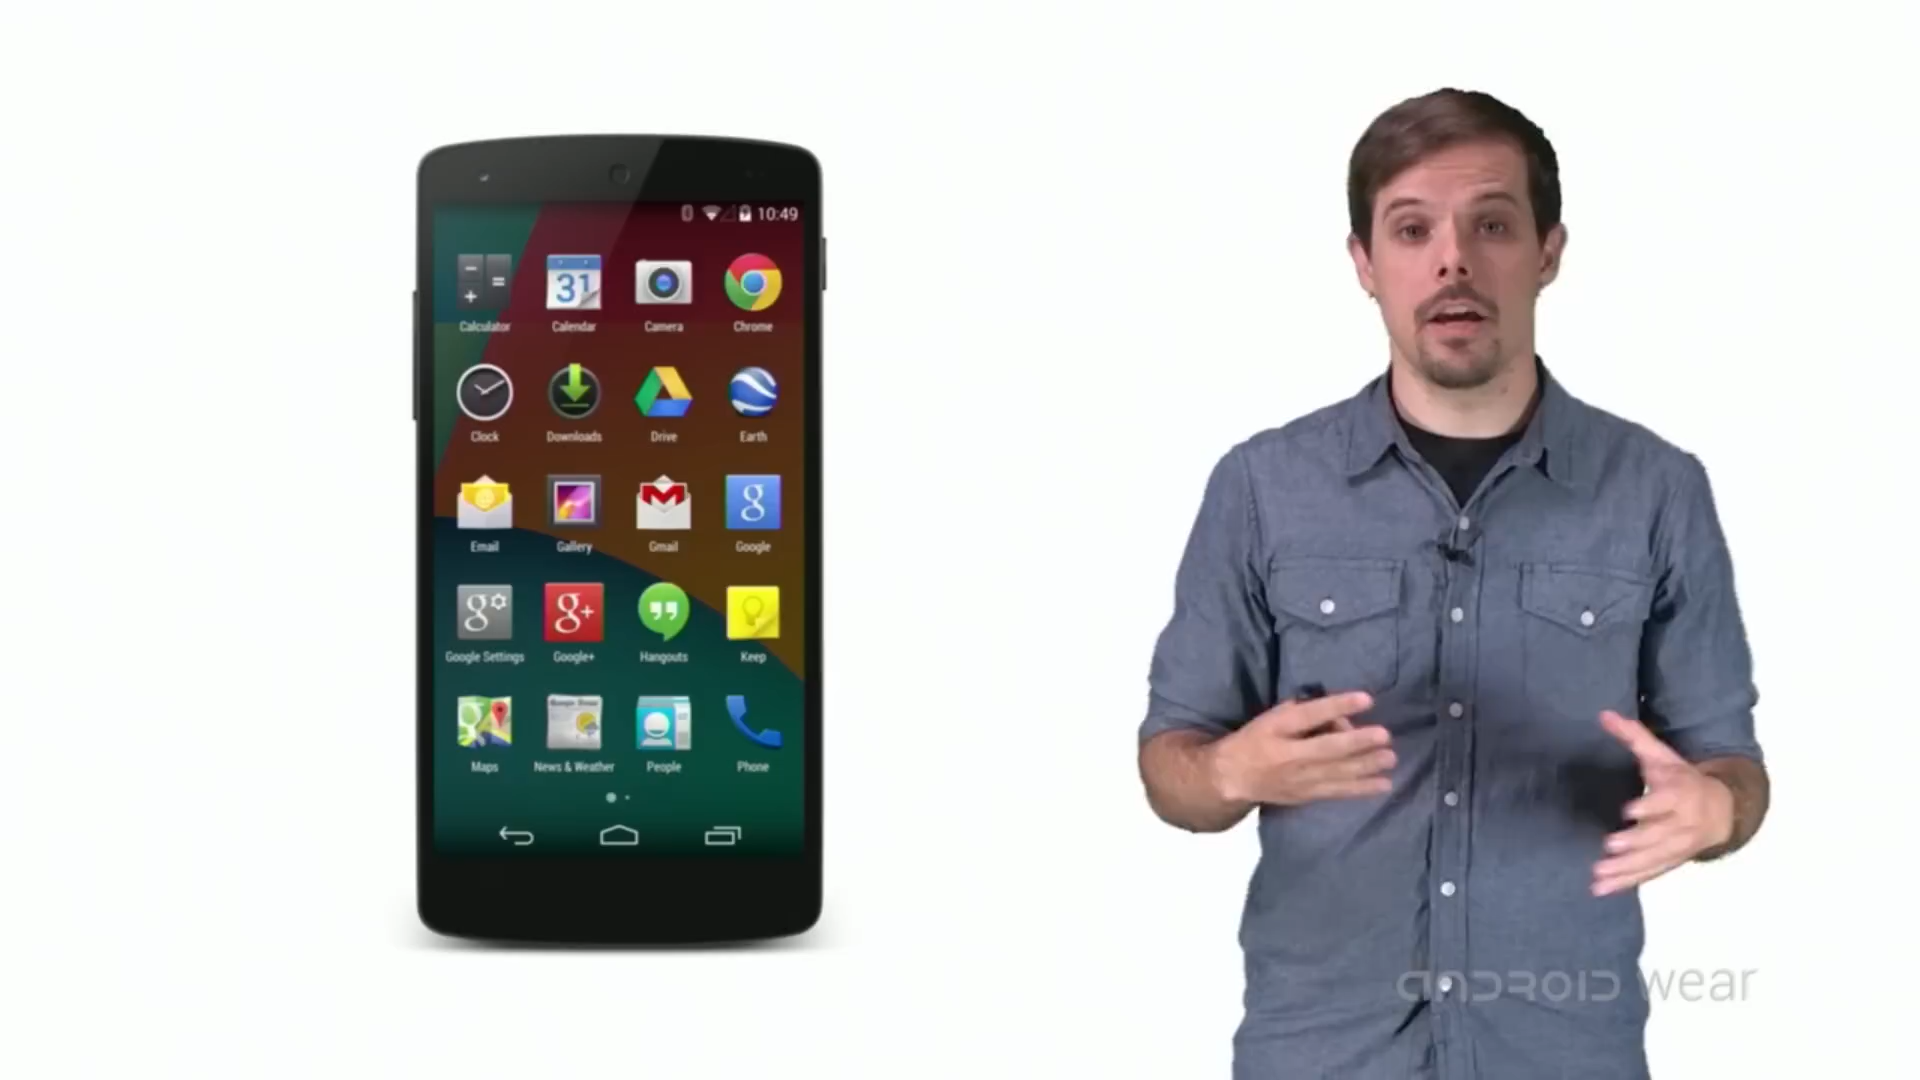 10:49
31
Calculator Calendar Camera Chrome
Clock Downloads Drive Earth
g
Email Gallery Gmail Google
g g+
Google Settings Google+ Hangouts Keep
Maps News & Weather People Phone
ANDROID wear